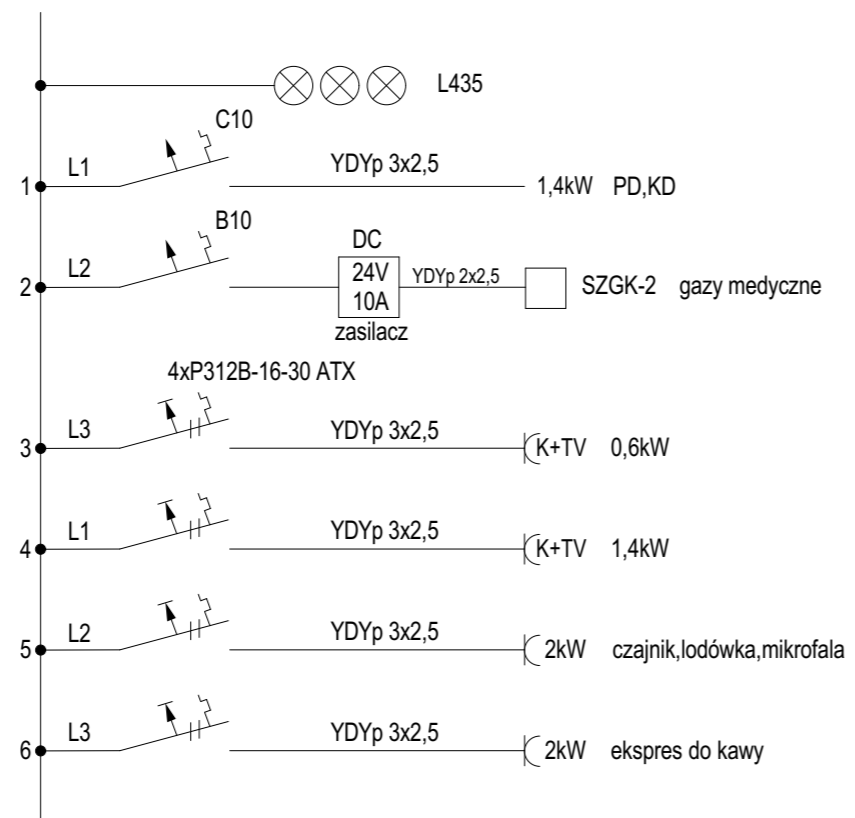 L435
C10
1 L1 YDYp 3x2,5 1,4kW PD,KD
B10
2 L2 DC 24V 10A zasilacz YDYp 2x2,5 SZGK-2 gazy medyczne
4xP312B-16-30 ATX
3 L3 YDYp 3x2,5 K+TV 0,6kW
4 L1 YDYp 3x2,5 K+TV 1,4kW
5 L2 YDYp 3x2,5 2kW czajnik,lodówka,mikrofala
6 L3 YDYp 3x2,5 2kW ekspres do kawy